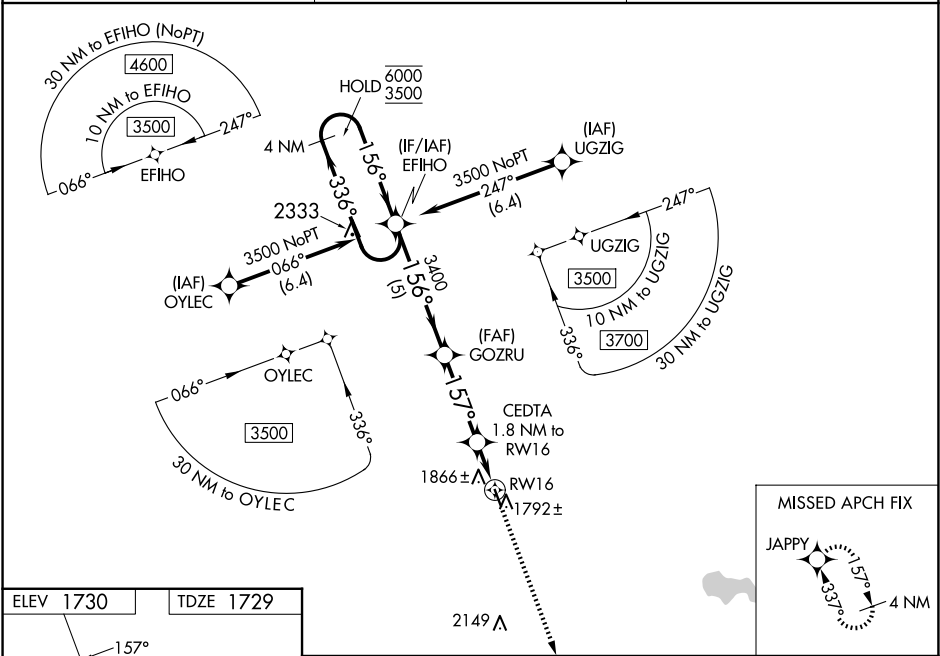 30 NM to EFIHO (NoPT)
4600
10 NM to EFIHO
3500
247°
066°
EFIHO
HOLD 6000
3500
4 NM
156°
336°
(IF/IAF)
EFIHO
(IAF)
UGZIG
3500 NoPT
247°
(6.4)
2333
3500 NoPT
066°
(6.4)
(IAF)
OYLEC
3400
156°
(5)
247°
UGZIG
3500
10 NM to UGZIG
3700
30 NM to UGZIG
336°
(FAF)
GOZRU
066°
OYLEC
336°
3500
30 NM to OYLEC
157°
CEDTA
1.8 NM to
RW16
1866±
RW16
1792±
2149
MISSED APCH FIX
JAPPY
157°
337°
4 NM
ELEV 1730
TDZE 1729
157°